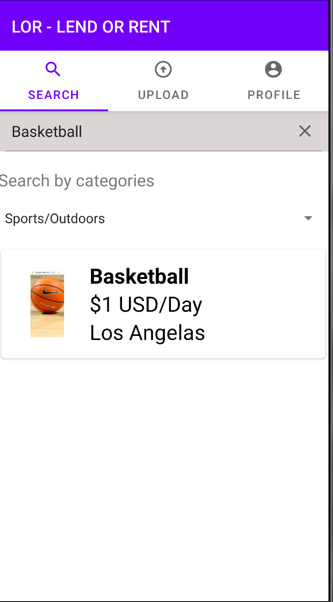 LOR - LEND OR RENT
SEARCH
UPLOAD
PROFILE
Basketball
Search by categories
Sports/Outdoors
Basketball
$1 USD/Day
Los Angelas